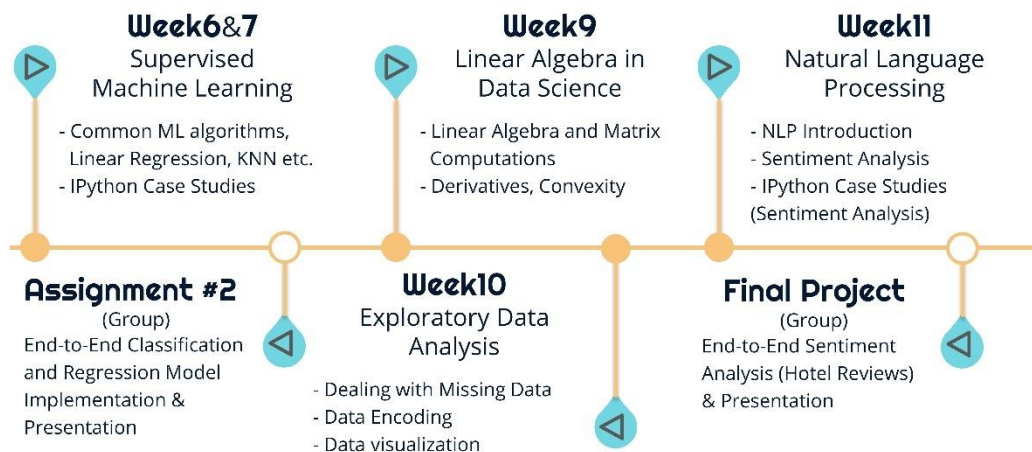 Week6&7
Supervised
Machine Learning
- Common ML algorithms,
Linear Regression, KNN etc.
- IPython Case Studies
Week9
Linear Algebra in
Data Science
- Linear Algebra and Matrix
Computations
- Derivatives, Convexity
Week11
Natural Language
Processing
- NLP Introduction
- Sentiment Analysis
- IPython Case Studies
(Sentiment Analysis)
Assignment #2
(Group)
End-to-End Classification
and Regression Model
Implementation &
Presentation
Week10
Exploratory Data
Analysis
- Dealing with Missing Data
- Data Encoding
- Data visualization
Final Project
(Group)
End-to-End Sentiment
Analysis (Hotel Reviews)
& Presentation